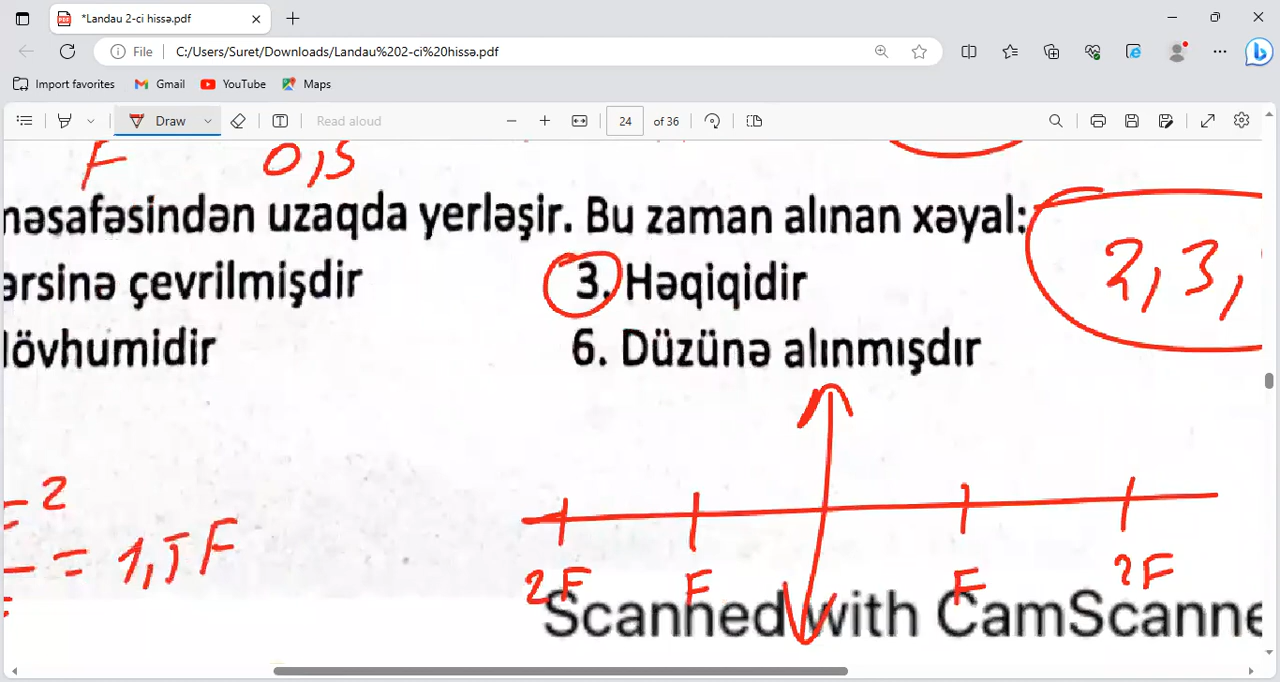 *Landau 2-ci hissə.pdf
File C:/Users/Suret/Downloads/Landau%202-ci%20hissə.pdf
Import favorites Gmail YouTube Maps
Draw Read aloud 24 of 36
F 0,5
məsafəsindən uzaqda yerləşir. Bu zaman alınan xəyal:
ərsinə çevrilmişdir 3. Həqiqidir 2, 3,
lövhumidir 6. Düzünə alınmışdır
2
= 1,5F
2F F F 2F
Scanned with CamScanne